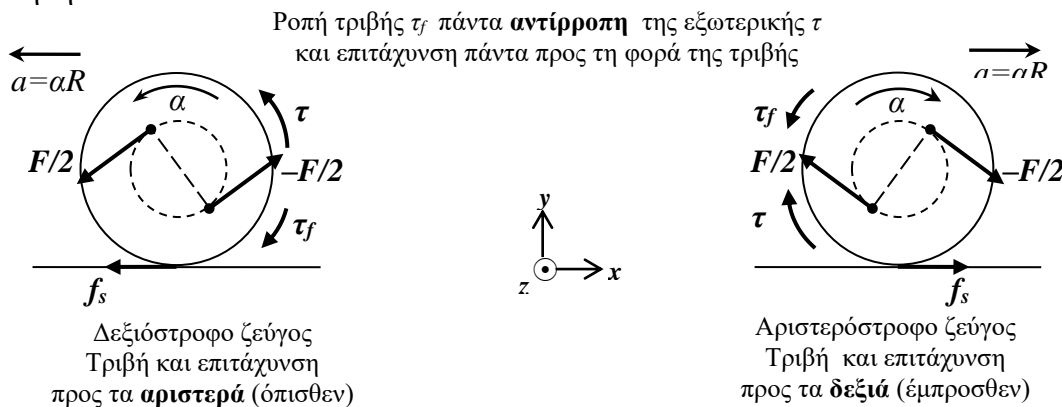 Ροπή τριβής τf πάντα αντίρροπη της εξωτερικής τ
και επιτάχυνση πάντα προς τη φορά της τριβής
a=αR
α
τ
F/2
–F/2
τf
fs
Δεξιόστροφο ζεύγος
Τριβή και επιτάχυνση
προς τα αριστερά (όπισθεν)
y
x
z
a=αR
τf
α
F/2
–F/2
τ
fs
Αριστερόστροφο ζεύγος
Τριβή και επιτάχυνση
προς τα δεξιά (έμπροσθεν)